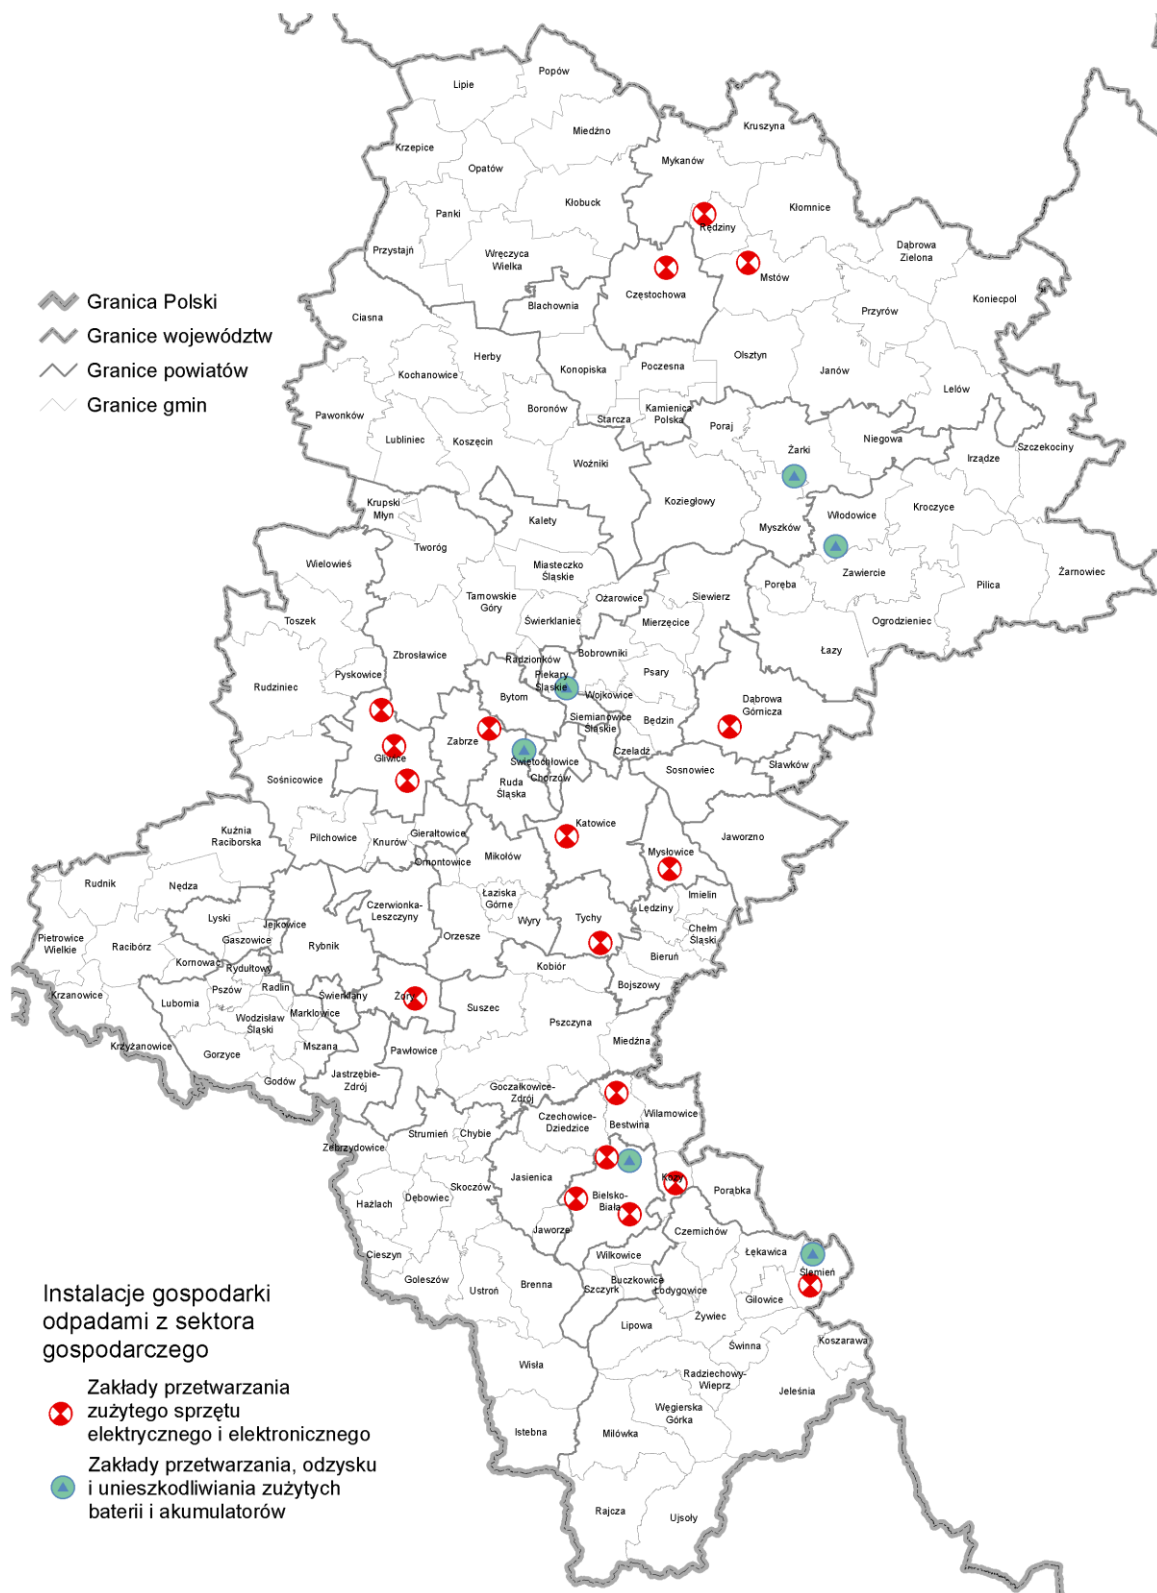 Popów
Lipie
Kruszyna
Miedźno
Krzepice
Mykanów
Opatów
Kłobuck
Kłomnice
Panki
Rędziny
Przystajń
Wręczyca
Wielka
Dąbrowa
Zielona
Mstów
Częstochowa
Koniecpol
Blachownia
Przyrów
Ciasna
Granica Polski
Granice województw
Granice powiatów
Granice gmin
Herby
Olsztyn
Konopiska
Poczesna
Janów
Kochanowice
Lelów
Boronów
Kamienica
Polska
Pawonków
Starcza
Poraj
Lubliniec
Koszęcin
Niegowa
Żarki
Szczekociny
Irządze
Woźniki
Koziegłowy
Krupski
Młyn
Kroczyce
Włodowice
Kalety
Myszków
Tworóg
Wielowieś
Miasteczko
Śląskie
Zawiercie
Żarnowiec
Poręba
Pilica
Tarnowskie
Góry
Ożarowice
Siewierz
Toszek
Świerklaniec
Mierzęcice
Ogrodzieniec
Zbrosławice
Bobrowniki
Łazy
Radzionków
Pyskowice
Piekary
Śląskie
Psary
Rudziniec
Bytom
Wojkowice
Dąbrowa
Górnicza
Siemianowice
Śląskie
Będzin
Zabrze
Gliwice
Czeladź
Świętochłowice
Sławków
Sośnicowice
Chorzów
Sosnowiec
Ruda
Śląska
Katowice
Kuźnia
Raciborska
Pilchowice
Gierałtowice
Knurów
Jaworzno
Mysłowice
Ornontowice
Mikołów
Rudnik
Nędza
Łaziska
Górne
Imielin
Czerwionka-
Leszczyny
Lędziny
Lyski
Tychy
Wyry
Jejkowice
Chełm
Śląski
Pietrowice
Wielkie
Gaszowice
Racibórz
Rybnik
Orzesze
Bieruń
Kornowac
Rydułtowy
Kobiór
Bojszowy
Pszów
Radlin
Krzanowice
Świerklany
Żory
Lubomia
Suszec
Marklowice
Wodzisław
Śląski
Pszczyna
Krzyżanowice
Mszana
Miedźna
Gorzyce
Pawłowice
Jastrzębie-
Zdrój
Godów
Goczałkowice-
Zdrój
Wilamowice
Czechowice-
Dziedzice
Bestwina
Strumień
Chybie
Zebrzydowice
Jasienica
Kozy
Skoczów
Porąbka
Dębowiec
Hażlach
Bielsko-
Biała
Jaworze
Czernichów
Łękawica
Cieszyn
Wilkowice
Goleszów
Ślemień
Buczkowice
Brenna
Ustroń
Szczyrk
Łodygowice
Gilowice
Żywiec
Lipowa
Świnna
Koszarawa
Wisła
Radziechowy-
Wieprz
Jeleśnia
Węgierska
Górka
Istebna
Milówka
Rajcza
Ujsoły
Instalacje gospodarki
odpadami z sektora
gospodarczego
Zakłady przetwarzania
zużytego sprzętu
elektrycznego i elektronicznego
Zakłady przetwarzania, odzysku
i unieszkodliwiania zużytych
baterii i akumulatorów